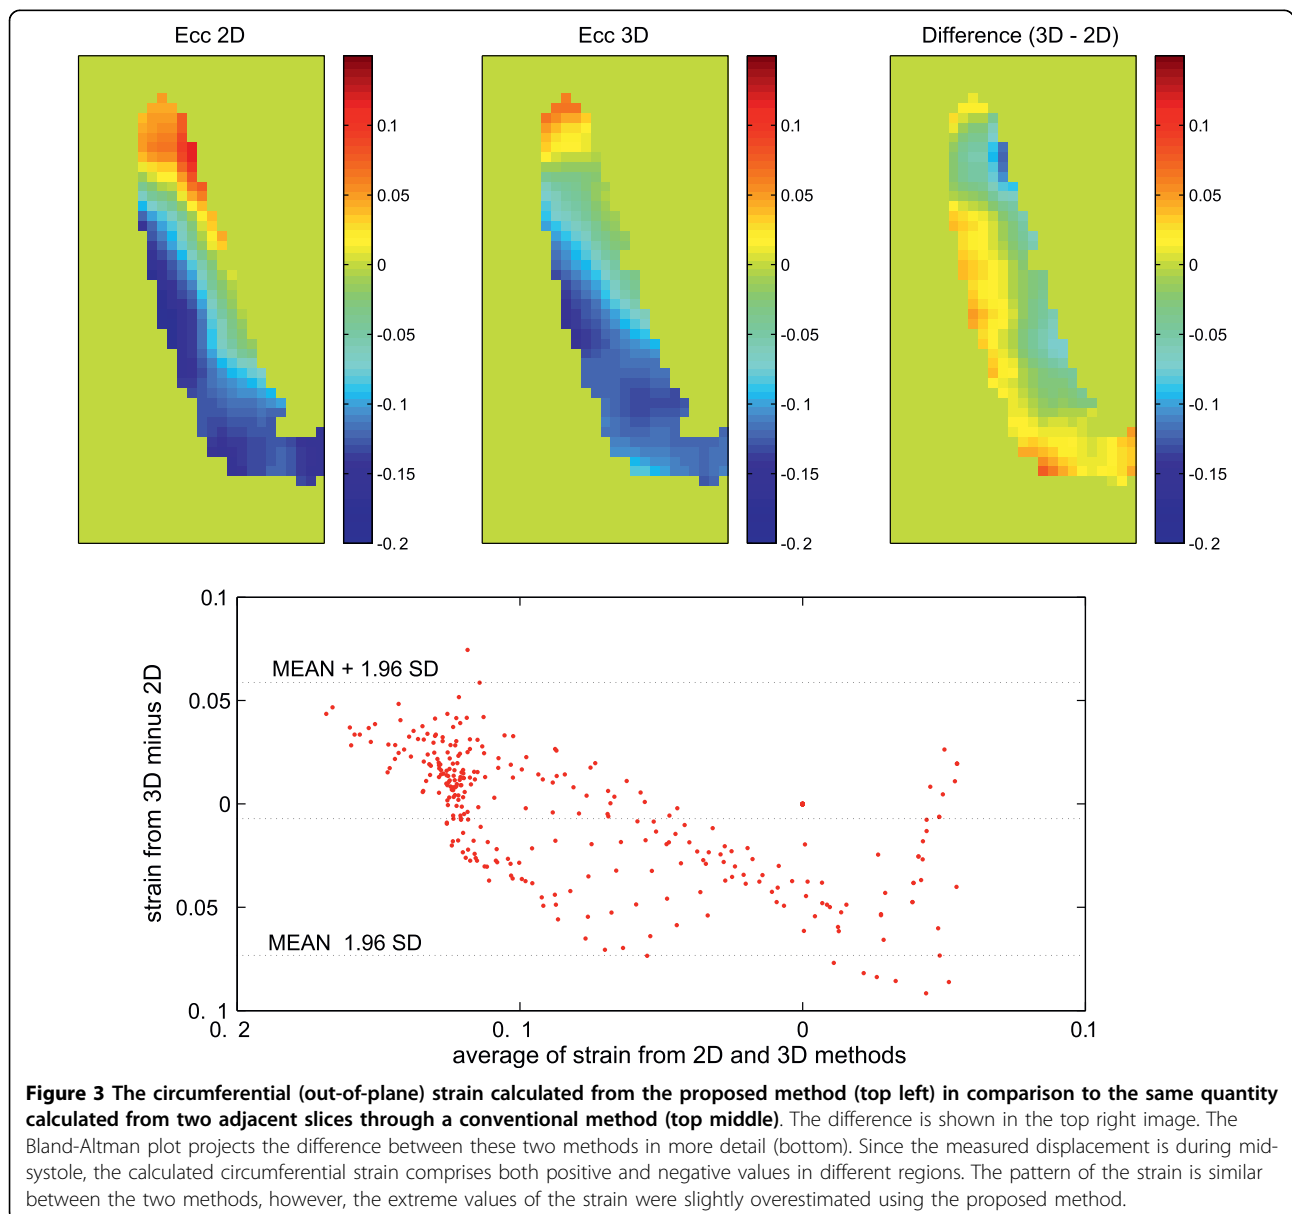 Ecc 2D
Ecc 3D
Difference (3D - 2D)
0.1
0.05
0
-0.05
-0.1
-0.15
-0.2
0.1
0.05
0
-0.05
-0.1
-0.15
-0.2
0.1
0.05
0
-0.05
-0.1
-0.15
-0.2
0.1
0.05
0
0.05
0. 1
strain from 3D minus 2D
MEAN + 1.96 SD
MEAN 1.96 SD
0. 2
0. 1
0
0.1
average of strain from 2D and 3D methods
Figure 3 The circumferential (out-of-plane) strain calculated from the proposed method (top left) in comparison to the same quantity
calculated from two adjacent slices through a conventional method (top middle). The difference is shown in the top right image. The
Bland-Altman plot projects the difference between these two methods in more detail (bottom). Since the measured displacement is during mid-
systole, the calculated circumferential strain comprises both positive and negative values in different regions. The pattern of the strain is similar
between the two methods, however, the extreme values of the strain were slightly overestimated using the proposed method.